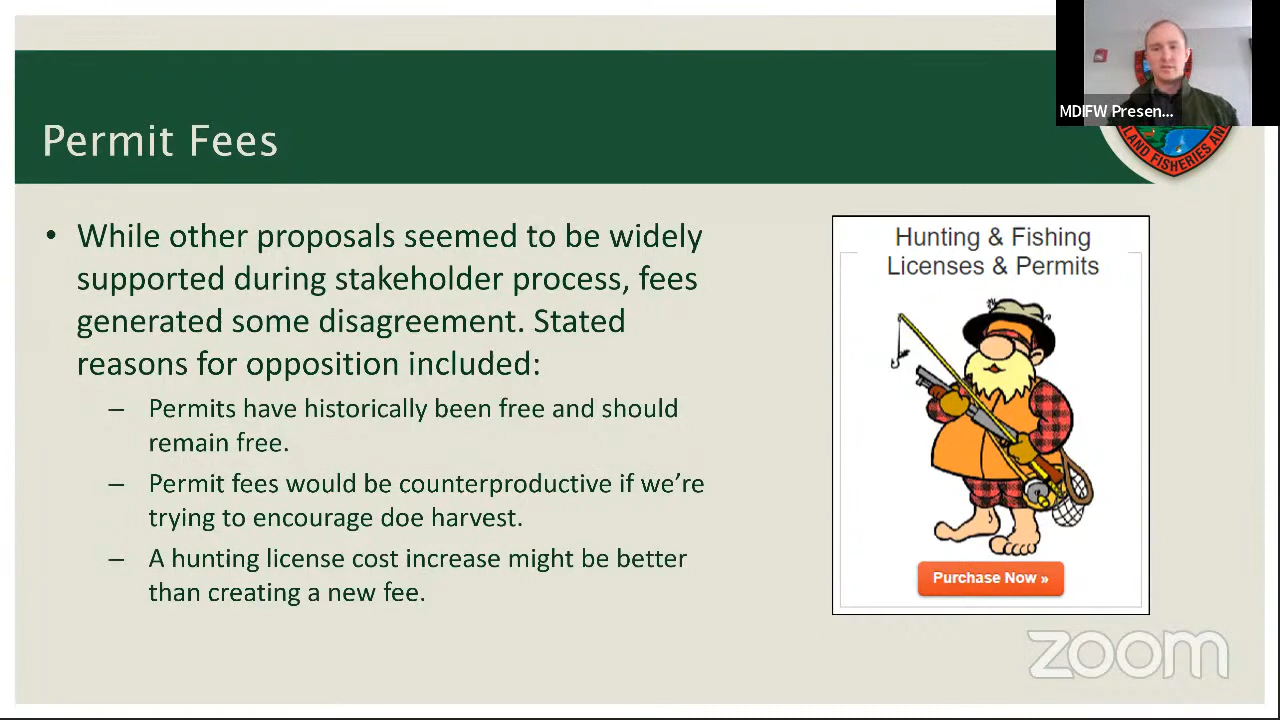 MDIFW Presen...
LAND FISHERIES AN
Permit Fees
• While other proposals seemed to be widely
supported during stakeholder process, fees
generated some disagreement. Stated
reasons for opposition included:
– Permits have historically been free and should
remain free.
– Permit fees would be counterproductive if we’re
trying to encourage doe harvest.
– A hunting license cost increase might be better
than creating a new fee.
Hunting & Fishing
Licenses & Permits
Purchase Now »
zoom